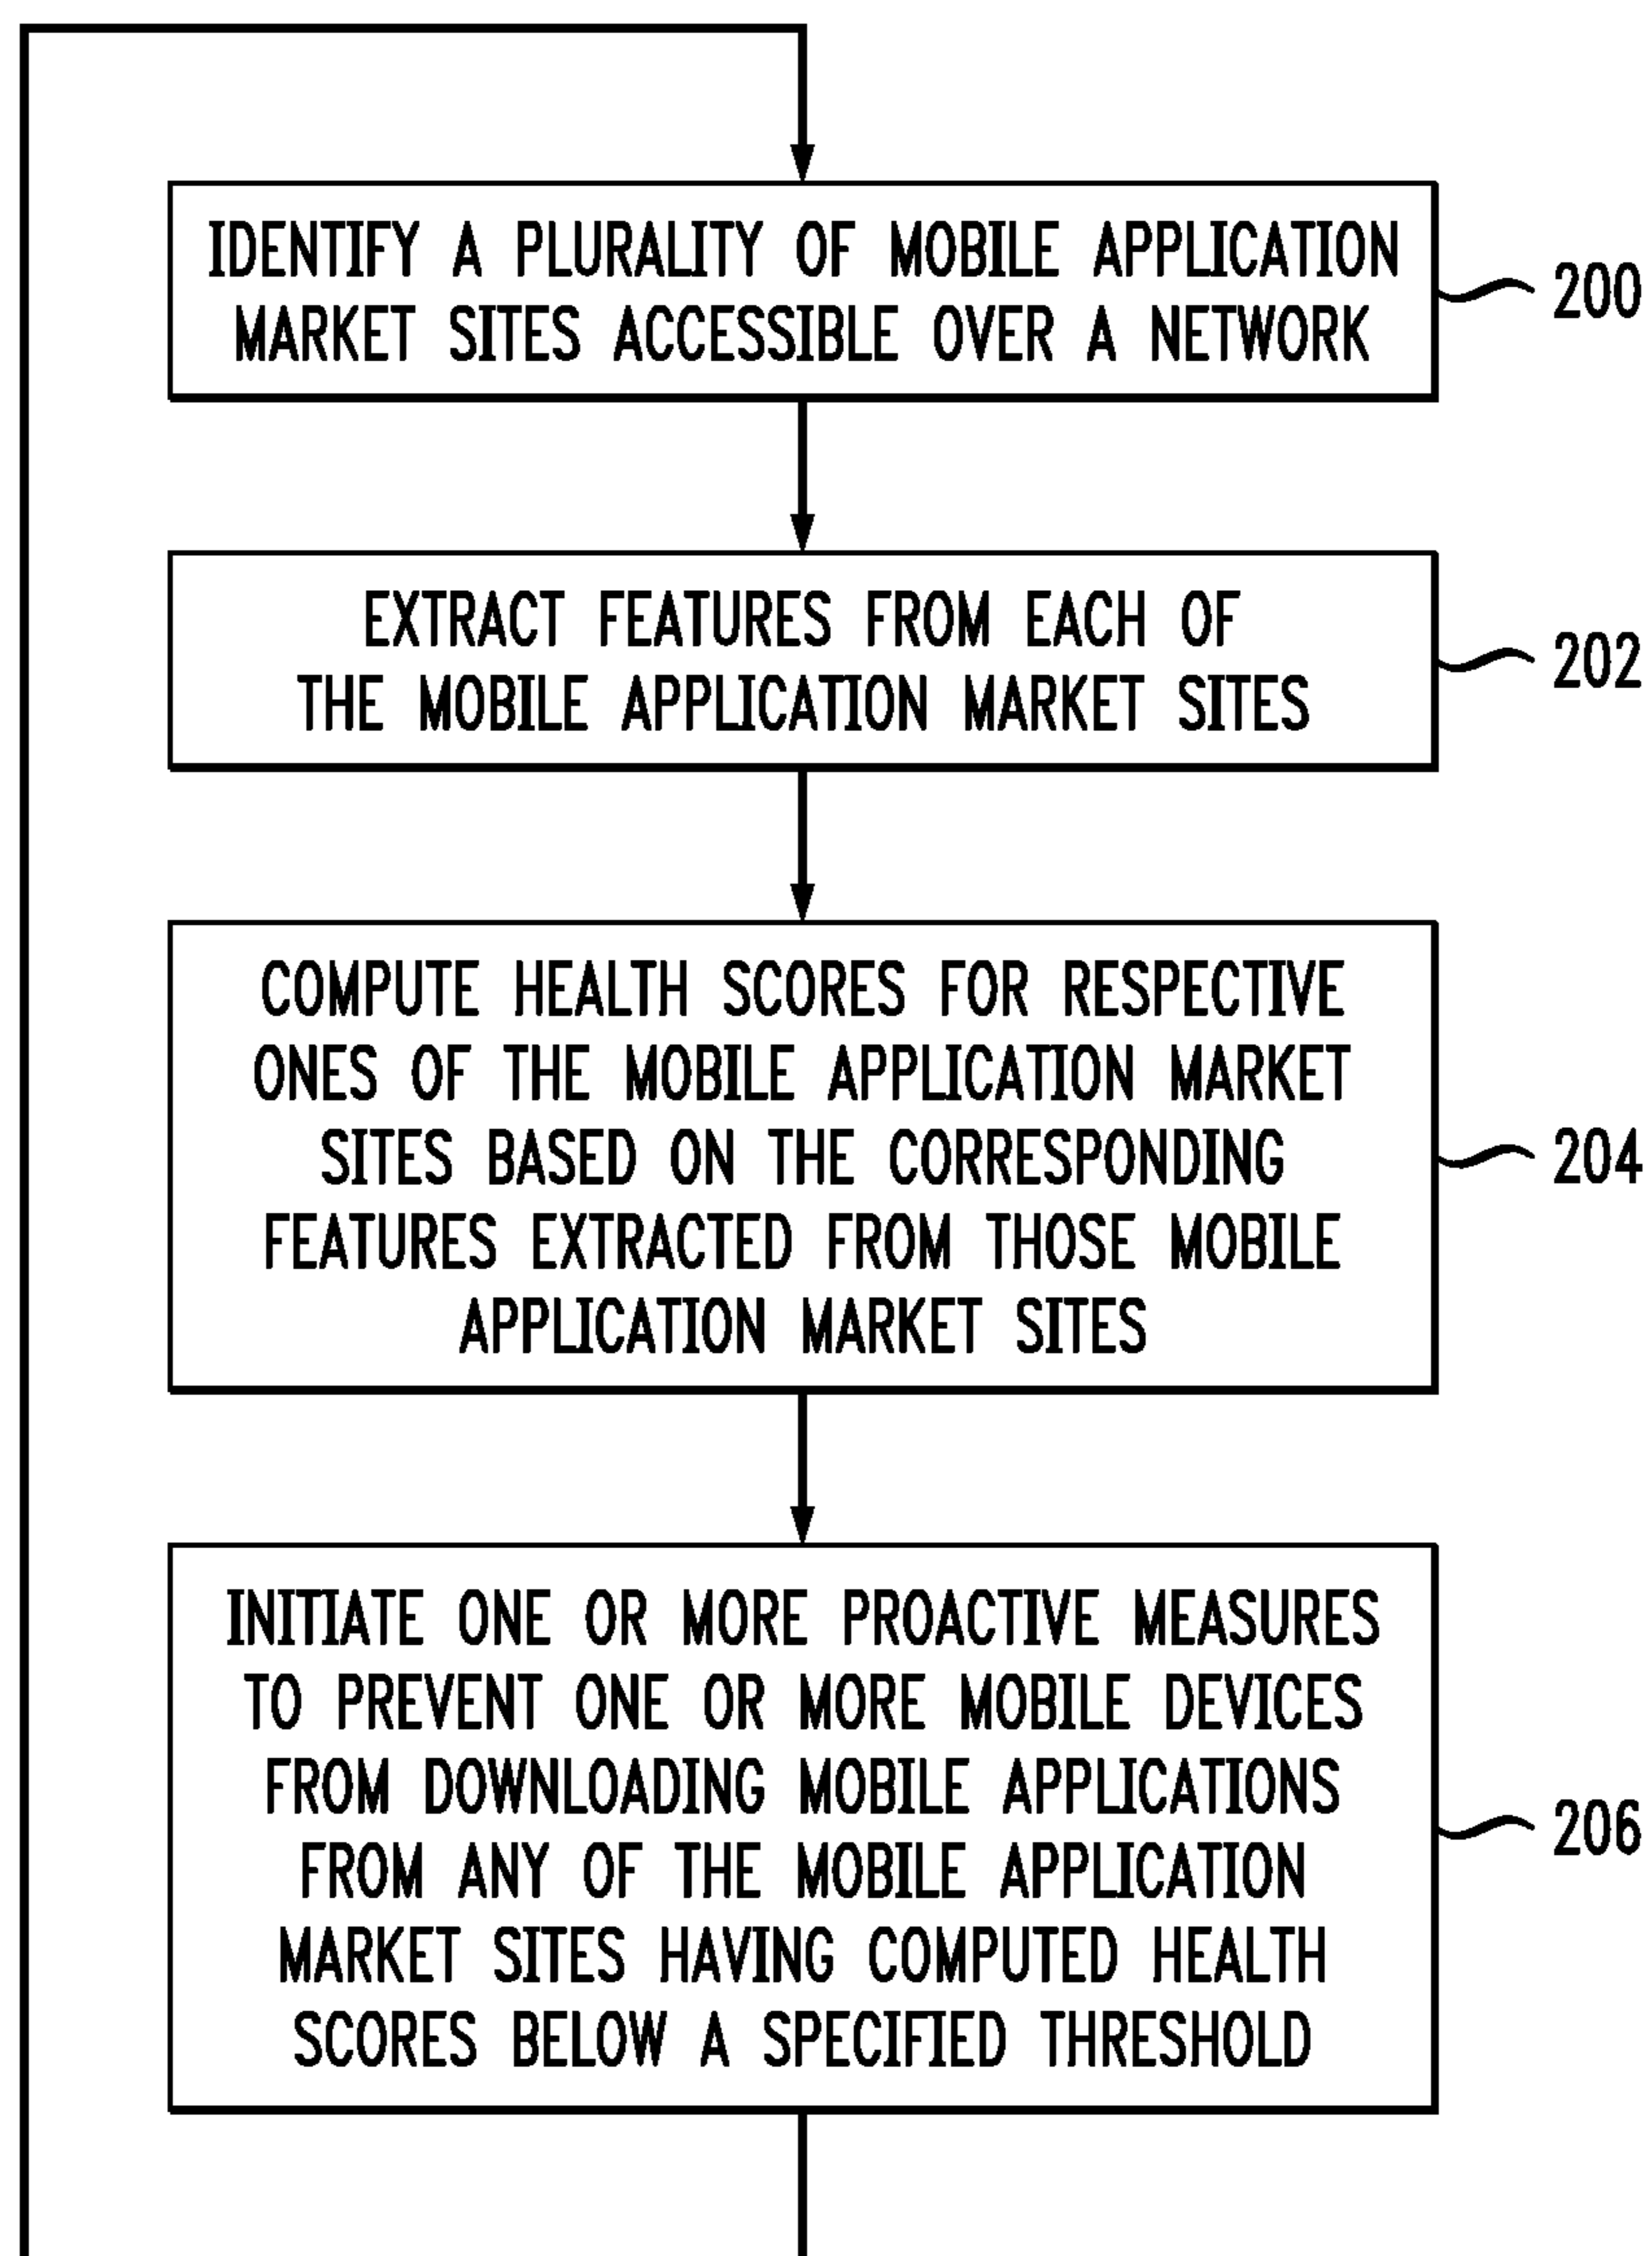 IDENTIFY A PLURALITY OF MOBILE APPLICATION
MARKET SITES ACCESSIBLE OVER A NETWORK
200
EXTRACT FEATURES FROM EACH OF
THE MOBILE APPLICATION MARKET SITES
202
COMPUTE HEALTH SCORES FOR RESPECTIVE
ONES OF THE MOBILE APPLICATION MARKET
SITES BASED ON THE CORRESPONDING
FEATURES EXTRACTED FROM THOSE MOBILE
APPLICATION MARKET SITES
204
INITIATE ONE OR MORE PROACTIVE MEASURES
TO PREVENT ONE OR MORE MOBILE DEVICES
FROM DOWNLOADING MOBILE APPLICATIONS
FROM ANY OF THE MOBILE APPLICATION
MARKET SITES HAVING COMPUTED HEALTH
SCORES BELOW A SPECIFIED THRESHOLD
206